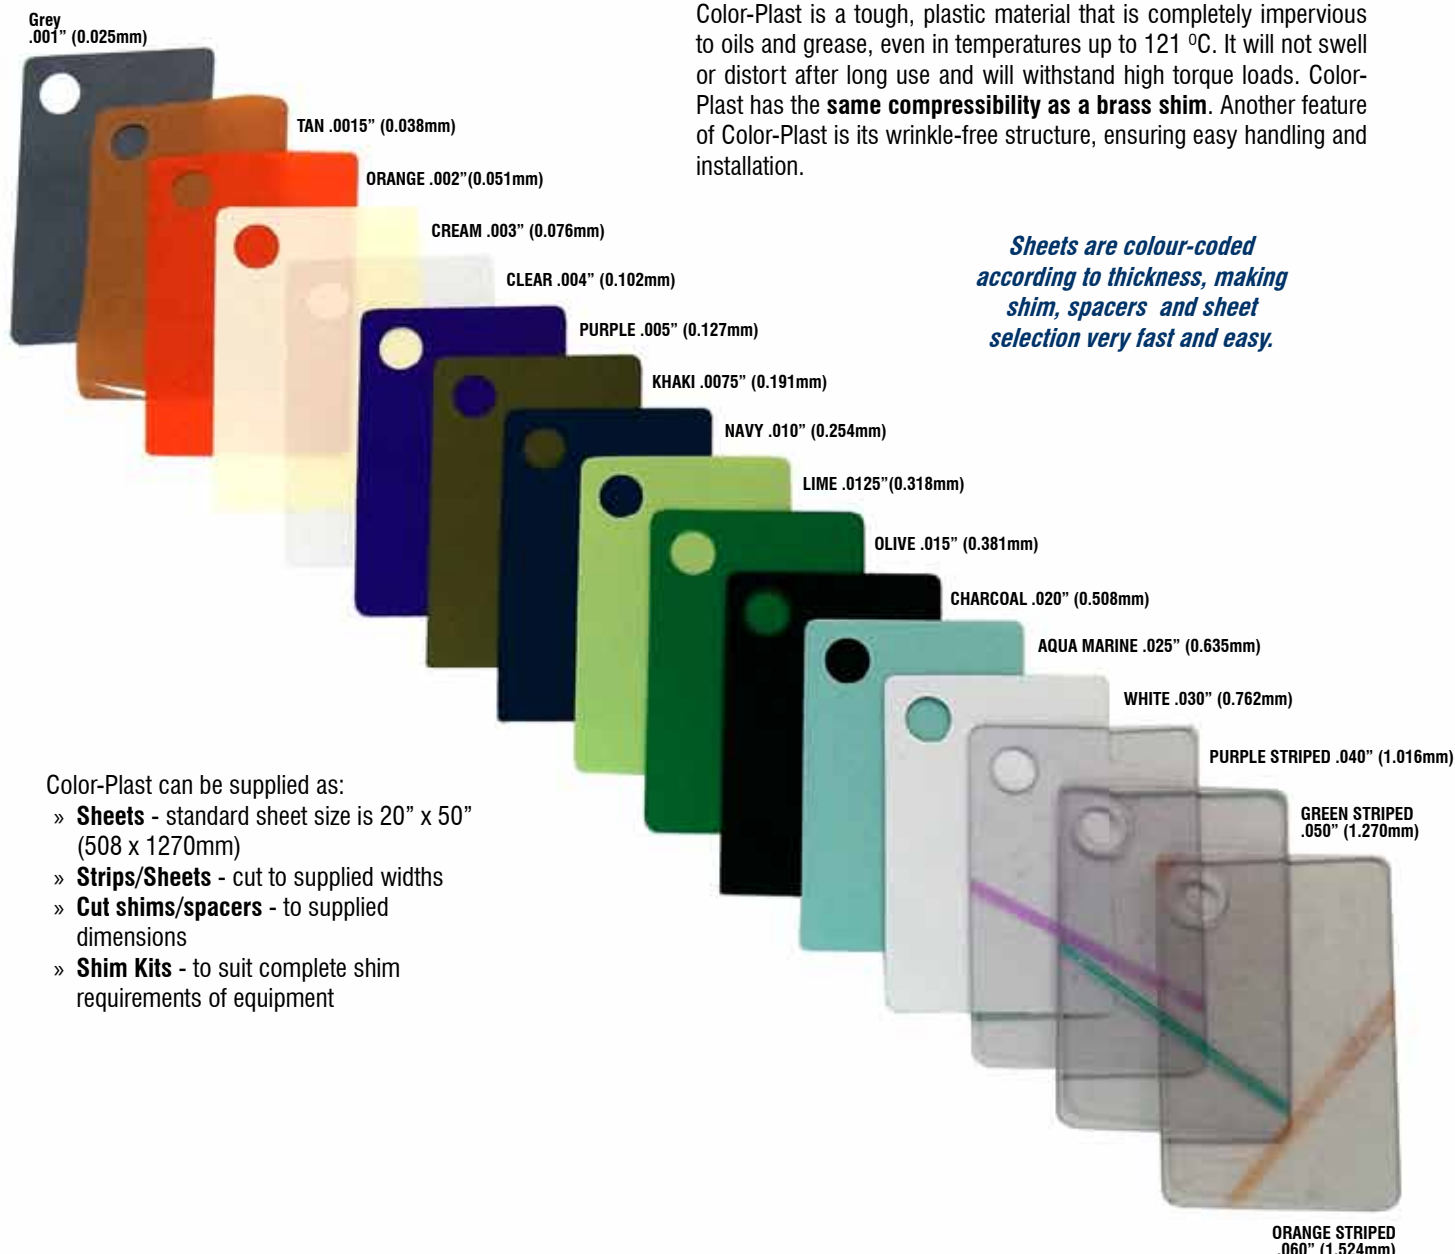 Grey
.001” (0.025mm)
Color-Plast is a tough, plastic material that is completely impervious
to oils and grease, even in temperatures up to 121 ⁰C. It will not swell
or distort after long use and will withstand high torque loads. Color-
Plast has the same compressibility as a brass shim. Another feature
of Color-Plast is its wrinkle-free structure, ensuring easy handling and
installation.
TAN .0015” (0.038mm)
ORANGE .002”(0.051mm)
CREAM .003” (0.076mm)
CLEAR .004” (0.102mm)
PURPLE .005” (0.127mm)
KHAKI .0075” (0.191mm)
NAVY .010” (0.254mm)
LIME .0125”(0.318mm)
OLIVE .015” (0.381mm)
CHARCOAL .020” (0.508mm)
AQUA MARINE .025” (0.635mm)
WHITE .030” (0.762mm)
PURPLE STRIPED .040” (1.016mm)
GREEN STRIPED
.050” (1.270mm)
ORANGE STRIPED
.060” (1.524mm)
Sheets are colour-coded
according to thickness, making
shim, spacers and sheet
selection very fast and easy.
Color-Plast can be supplied as:
» Sheets - standard sheet size is 20” x 50”
(508 x 1270mm)
» Strips/Sheets - cut to supplied widths
» Cut shims/spacers - to supplied
dimensions
» Shim Kits - to suit complete shim
requirements of equipment